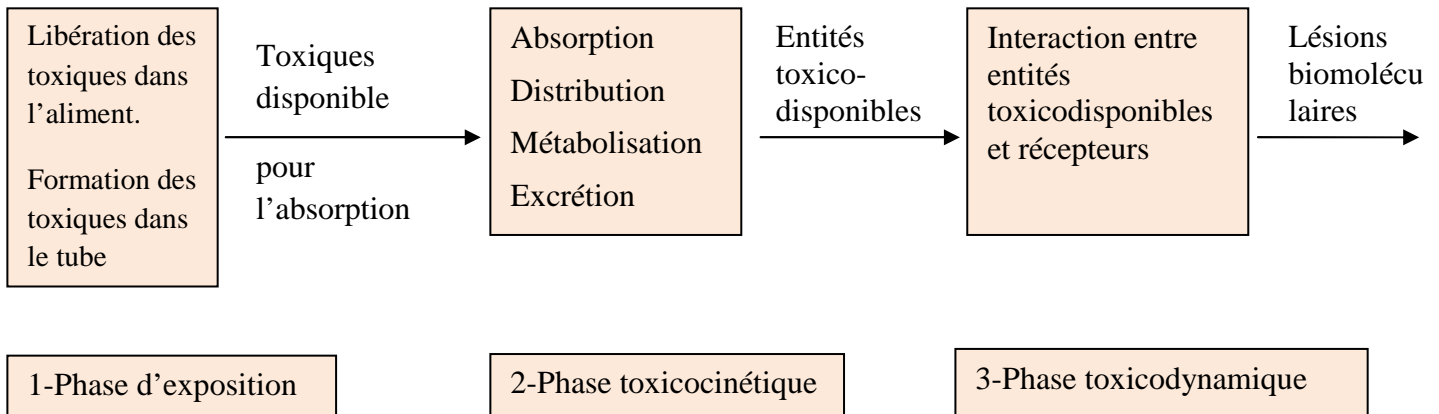 Libération des
toxiques dans
l’aliment.
Formation des
toxiques dans
le tube
Toxiques
disponible
pour
l’absorption
Absorption
Distribution
Métabolisation
Excrétion
Entités
toxico-
disponibles
Interaction entre
entités
toxicodisponibles
et récepteurs
Lésions
biomolécu
laires
1-Phase d’exposition
2-Phase toxicocinétique
3-Phase toxicodynamique